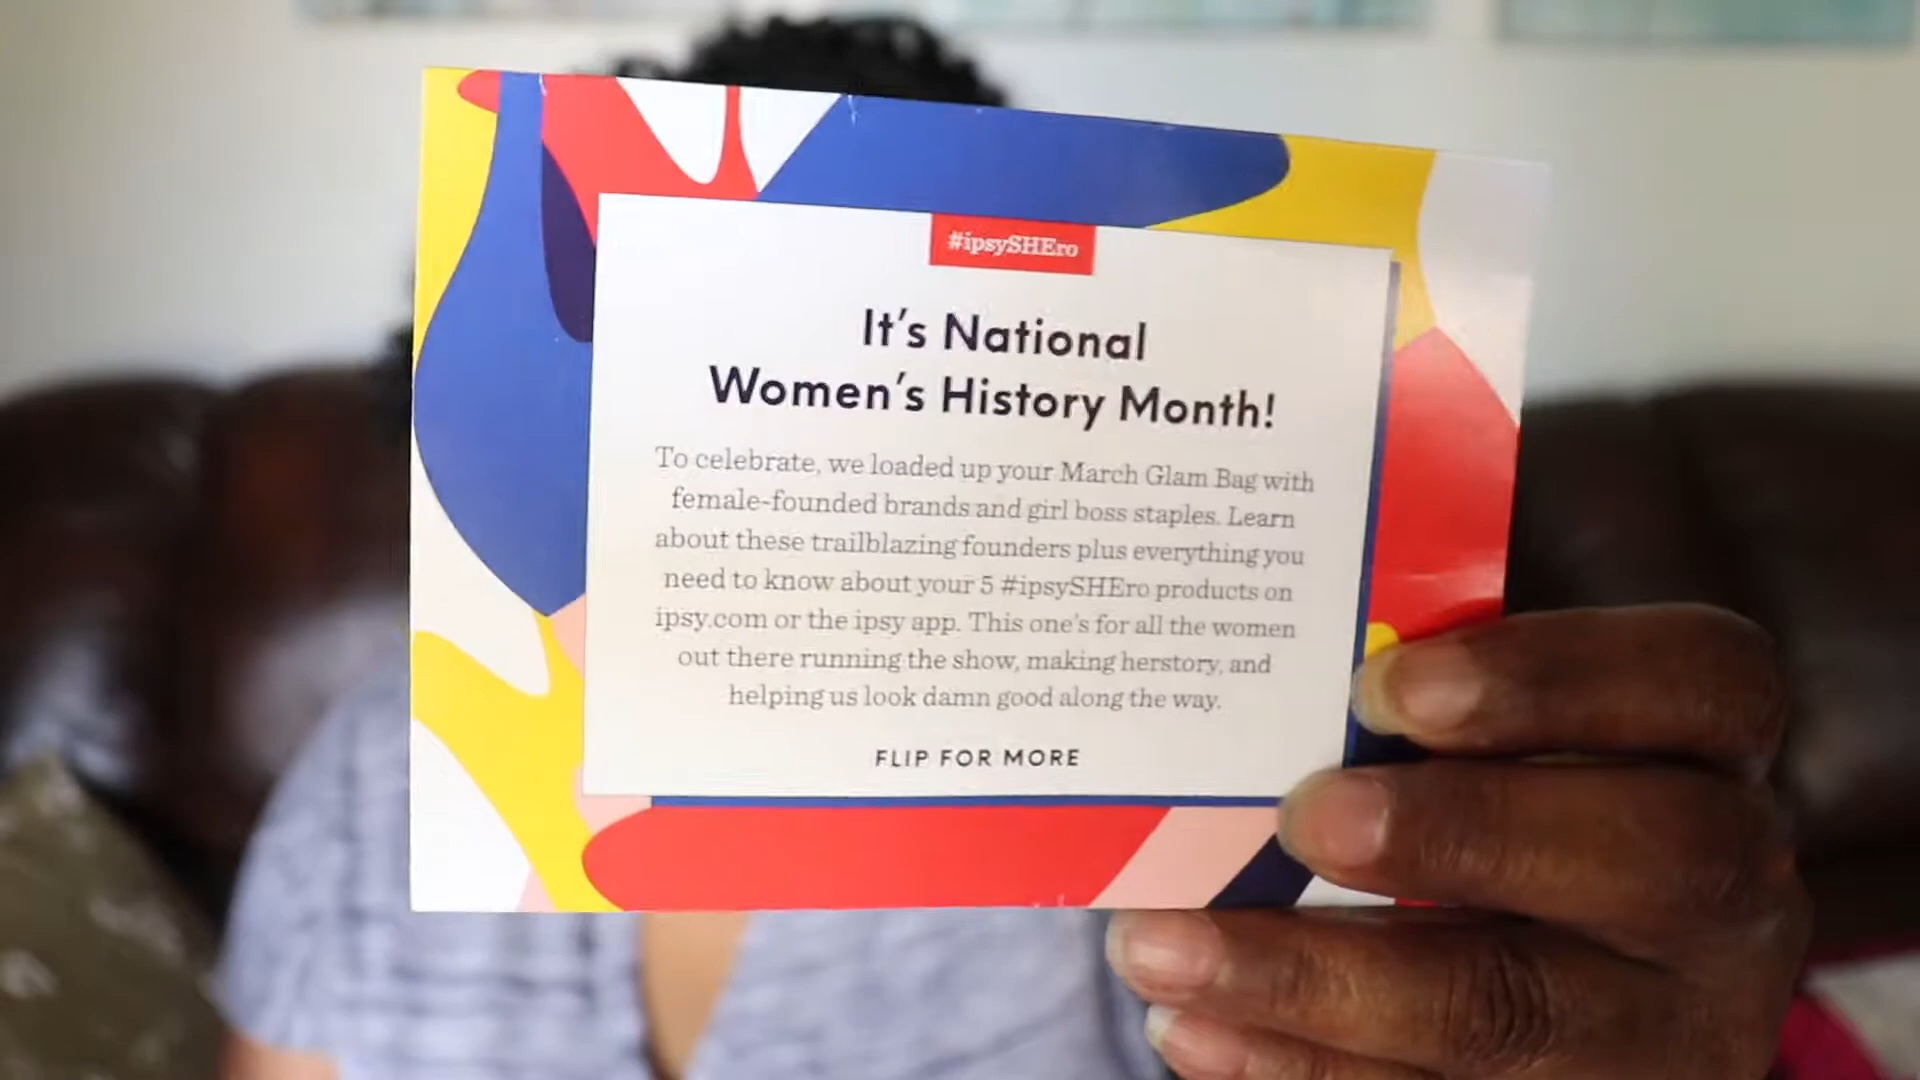 #ipsySHEro
It's National
Women's History Month!
To celebrate, we loaded up your March Glam Bag with
female-founded brands and girl boss staples. Learn
about these trailblazing founders plus everything you
need to know about your 5 #ipsySHEro products on
ipsy.com or the ipsy app. This one's for all the women
out there running the show, making herstory, and
helping us look damn good along the way.
FLIP FOR MORE